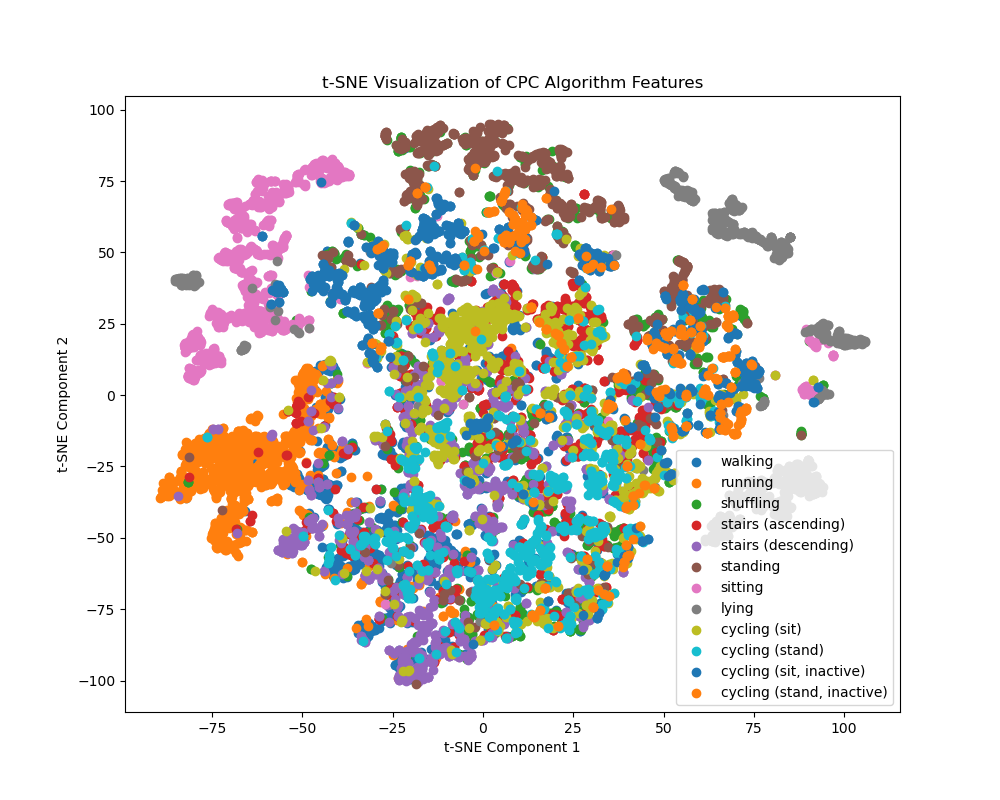 t-SNE Visualization of CPC Algorithm Features
100
75
50
25
0
−25
−50
−75
−100
t-SNE Component 2
walking
running
shuffling
stairs (ascending)
stairs (descending)
standing
sitting
lying
cycling (sit)
cycling (stand)
cycling (sit, inactive)
cycling (stand, inactive)
−75 −50 −25 0 25 50 75 100
t-SNE Component 1